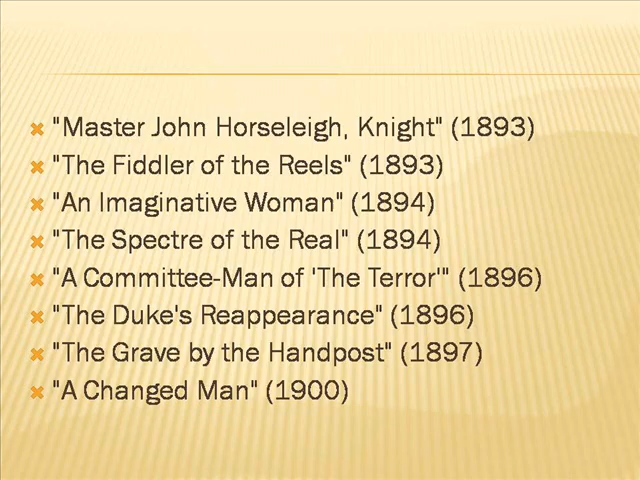 "Master John Horseleigh, Knight" (1893)
"The Fiddler of the Reels" (1893)
"An Imaginative Woman" (1894)
"The Spectre of the Real" (1894)
"A Committee-Man of 'The Terror'" (1896)
"The Duke's Reappearance" (1896)
"The Grave by the Handpost" (1897)
"A Changed Man" (1900)